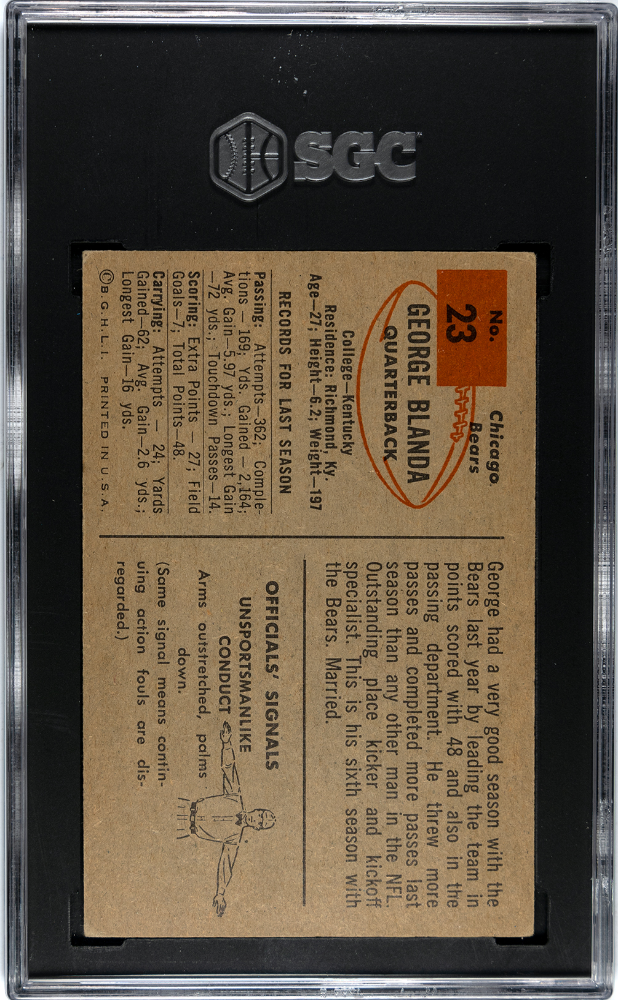 SGC
No.
23
Chicago
Bears
GEORGE BLANDA
QUARTERBACK
College—Kentucky
Residence: Richmond, Ky.
Age—27; Height—6.2; Weight—197
RECORDS FOR LAST SEASON
Passing: Attempts—362; Comple-
tions — 169; Yds. Gained — 2,164;
Avg. Gain—5.97 yds.; Longest Gain
—72 yds.; Touchdown Passes—14.
Scoring: Extra Points — 27; Field
Goals—7; Total Points—48.
Carrying: Attempts — 24; Yards
Gained—62; Avg. Gain—2.6 yds.;
Longest Gain—16 yds.
©B.G.H.L.I. PRINTED IN U.S.A.
George had a very good season with the
Bears last year by leading the team in
points scored with 48 and also in the
passing department. He threw more
passes and completed more passes last
season than any other man in the NFL.
Outstanding place kicker and kickoff
specialist. This is his sixth season with
the Bears. Married.
OFFICIALS' SIGNALS
UNSPORTSMANLIKE
CONDUCT
Arms outstretched, palms
down.
(Same signal means contin-
uing action fouls are dis-
regarded.)